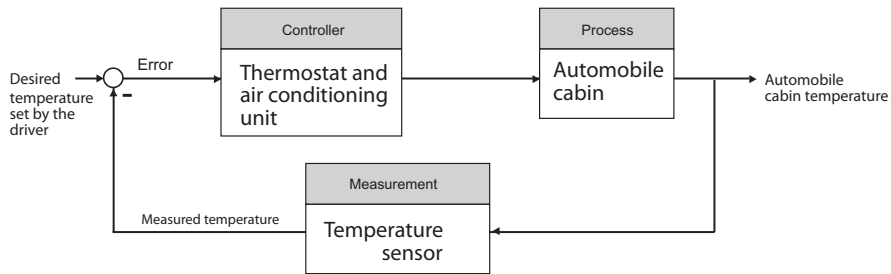 Controller
Process
Error
Thermostat and
air conditioning
unit
Automobile
cabin
Desired
temperature
set by the
driver
-
Automobile
cabin temperature
Measurement
Measured temperature
Temperature
sensor